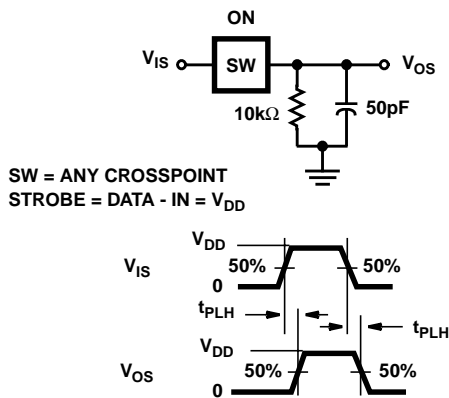 ON
V_IS SW V_OS
10kΩ 50pF
SW = ANY CROSSPOINT
STROBE = DATA - IN = V_DD
V_DD
V_IS 50% 50%
0
t_PLH t_PLH
V_DD
V_OS 50% 50%
0